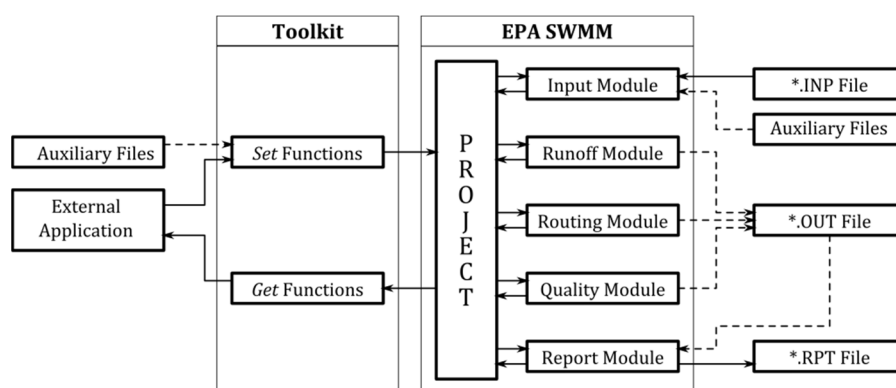 Toolkit
EPA SWMM
Auxiliary Files
External
Application
Set Functions
Get Functions
PROJECT
Input Module
Runoff Module
Routing Module
Quality Module
Report Module
*.INP File
Auxiliary Files
*.OUT File
*.RPT File